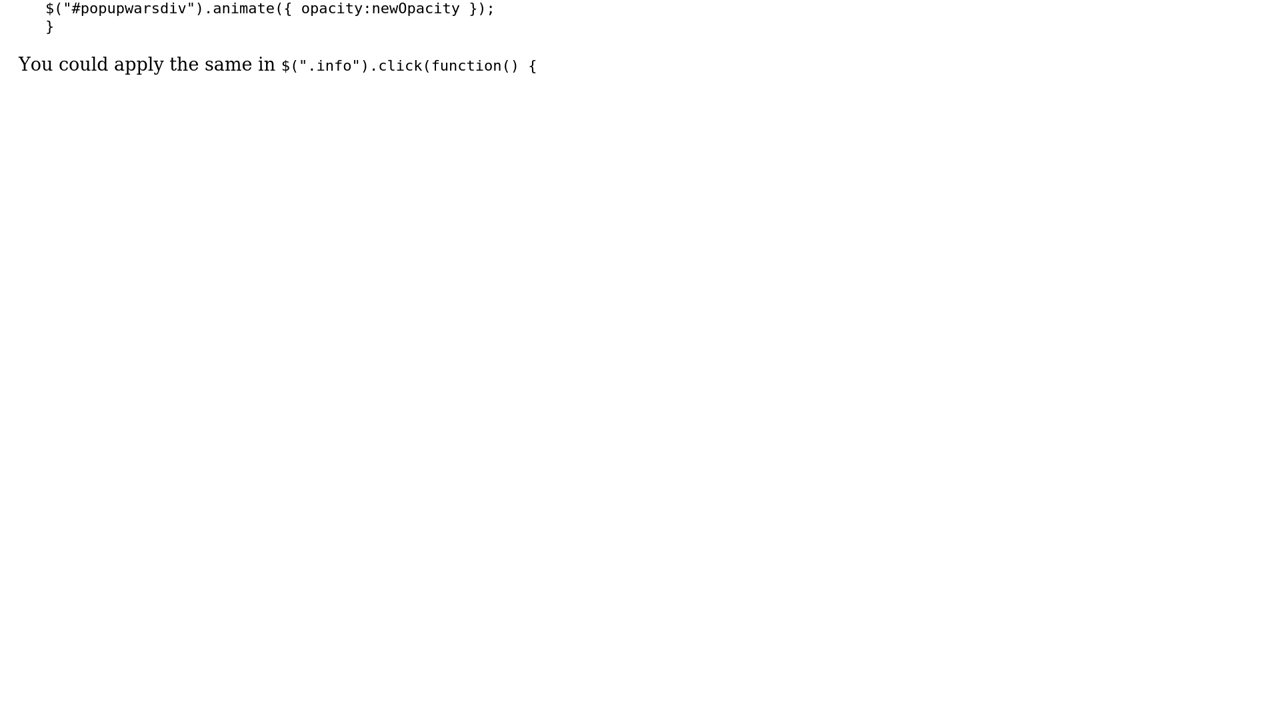 $("#popupwarsdiv").animate({ opacity:newOpacity });
}
You could apply the same in $(".info").click(function() {